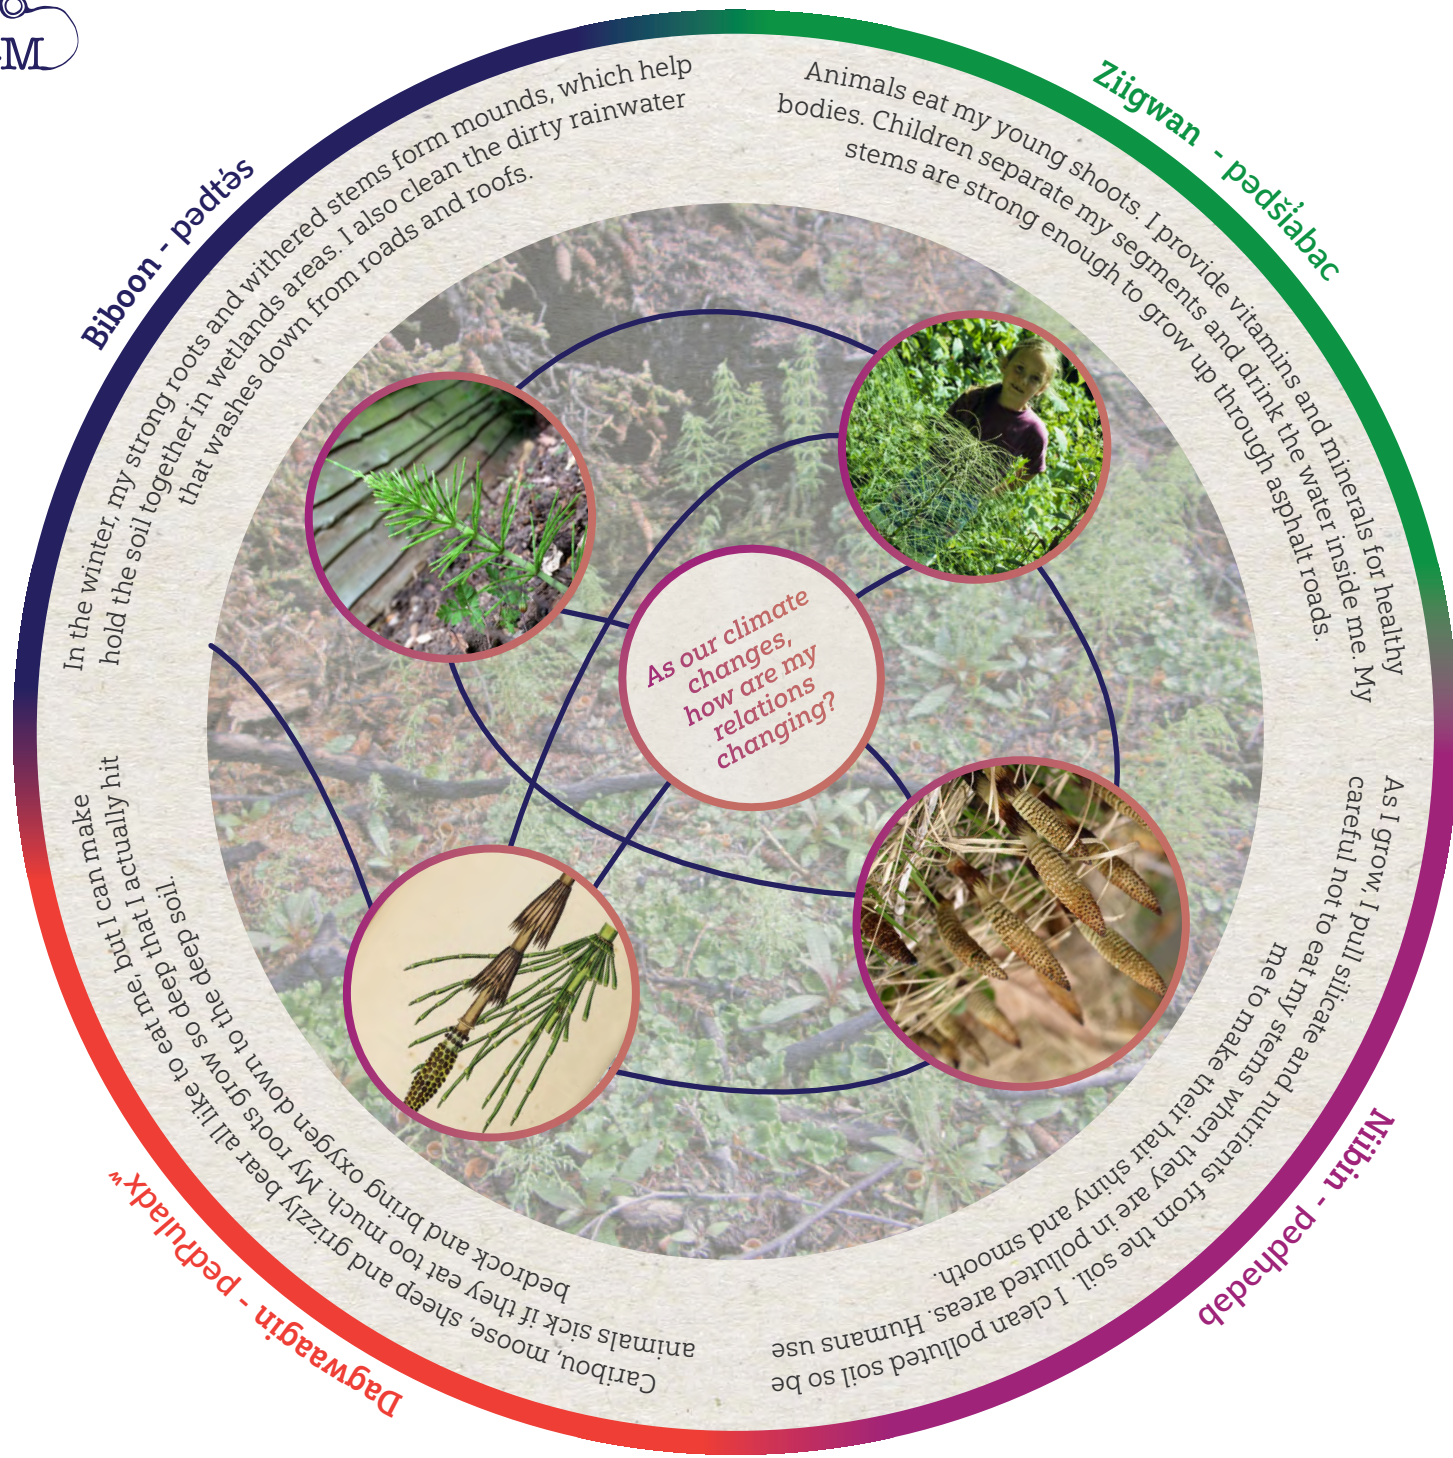 M
Biboon - pədtə́s
In the winter, my strong roots and withered stems form mounds, which help
hold the soil together in wetlands areas. I also clean the dirty rainwater
that washes down from roads and roofs.
Ziigwan - pədšiʼabac
Animals eat my young shoots. I provide vitamins and minerals for healthy
bodies. Children separate my segments and drink the water inside me. My
stems are strong enough to grow up through asphalt roads.
As our climate
changes,
how are my
relations
changing?
Niibin - pedhedəb
As I grow, I pull silicate and nutrients from the soil. I clean polluted soil so be
careful not to eat my stems when they are in polluted areas. Humans use
me to make their hair shiny and smooth.
Dagwaagin - pedʔuladxʷ
Caribou, moose, sheep and grizzly bear all like to eat me, but I can make
animals sick if they eat too much. My roots grow so deep that I actually hit
bedrock and bring oxygen down to the deep soil.